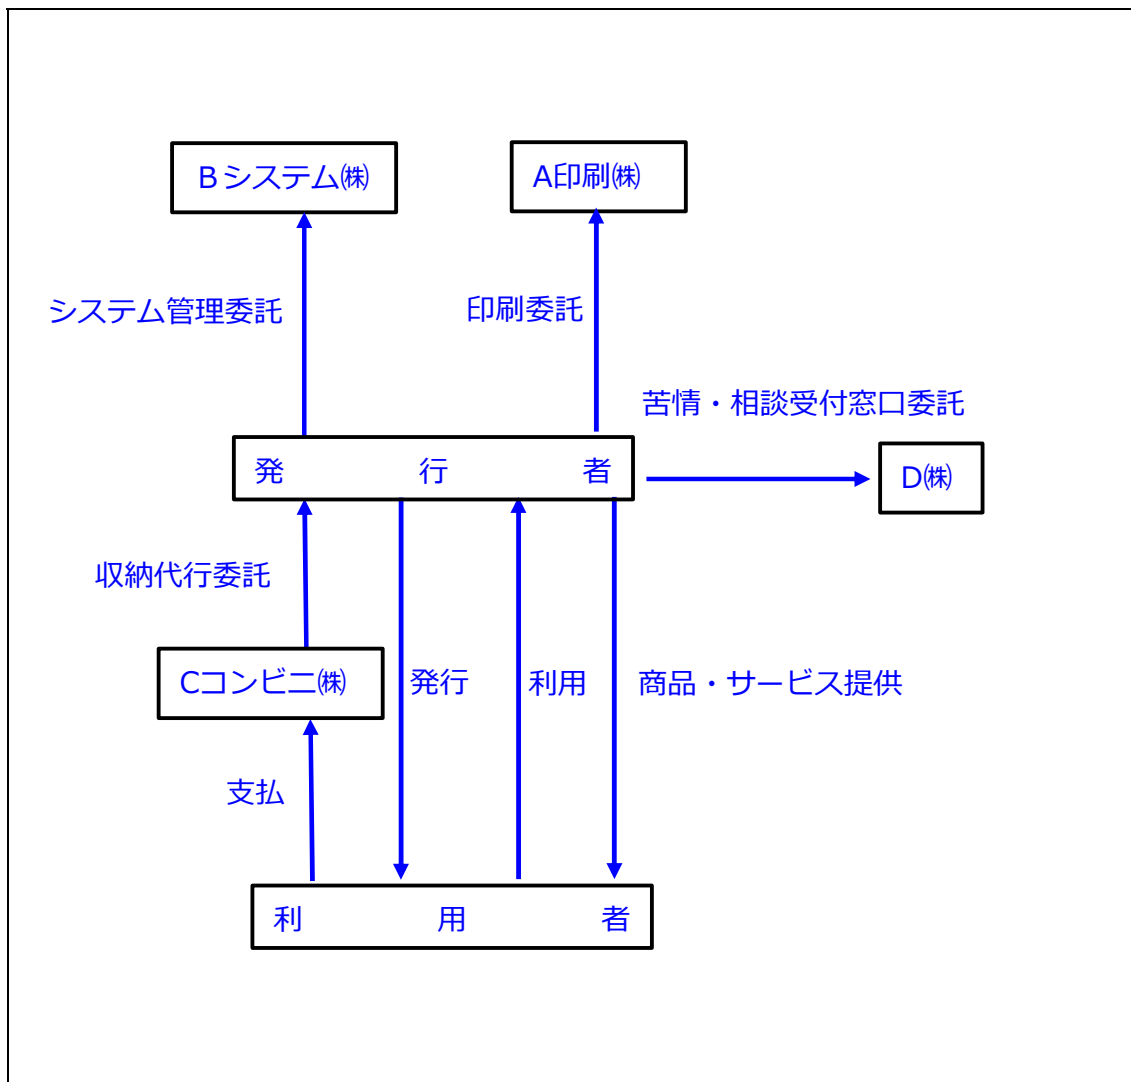 Bシステム㈱
A印刷㈱
システム管理委託
印刷委託
苦情・相談受付窓口委託
発行者
D㈱
収納代行委託
Cコンビニ㈱
発行
利用
商品・サービス提供
支払
利用者